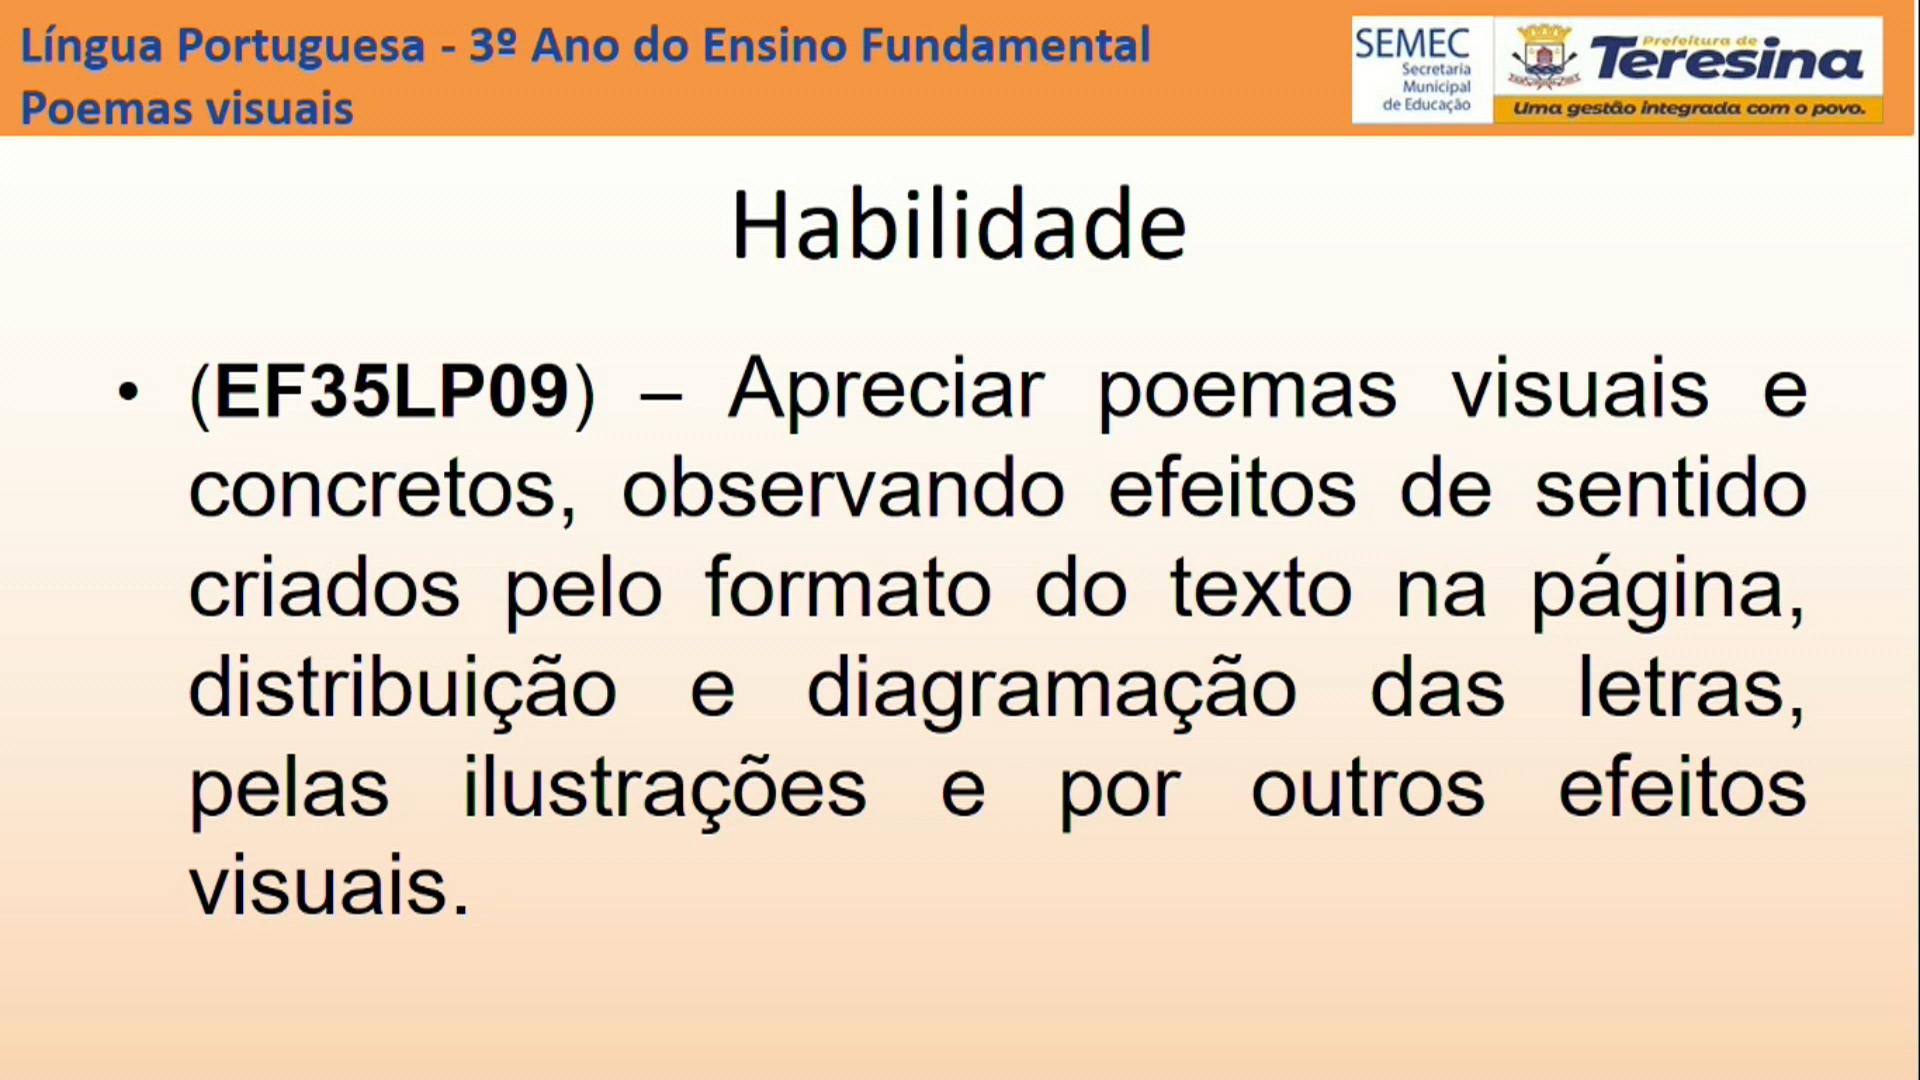 Língua Portuguesa - 3º Ano do Ensino Fundamental
Poemas visuais
SEMEC
Secretaria
Municipal
de Educação
Prefeitura de
Teresina
Uma gestão integrada com o povo.
Habilidade
• (EF35LP09) – Apreciar poemas visuais e
concretos, observando efeitos de sentido
criados pelo formato do texto na página,
distribuição e diagramação das letras,
pelas ilustrações e por outros efeitos
visuais.